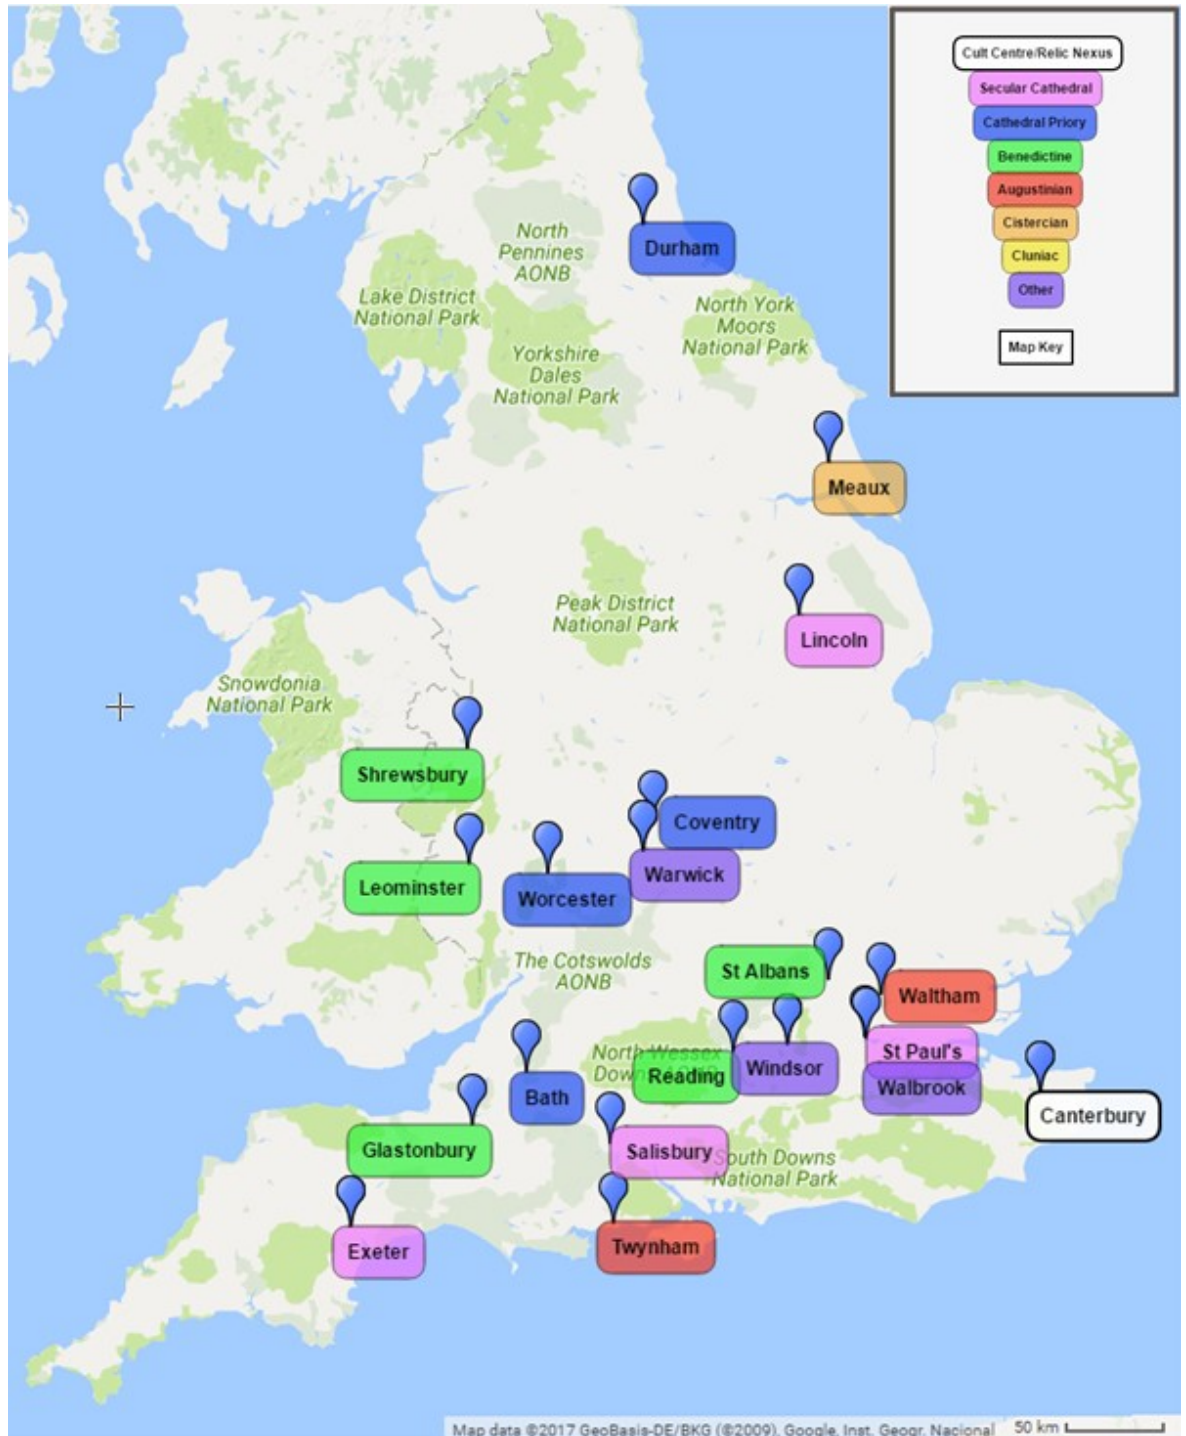 Cult Centre/Relic Nexus
Secular Cathedral
Cathedral Priory
Benedictine
Augustinian
Cistercian
Cluniac
Other
Map Key
Durham
North
Pennines
AONB
Lake District
National Park
North York
Moors
National Park
Yorkshire
Dales
National Park
Meaux
Peak District
National Park
Lincoln
Snowdonia
National Park
Shrewsbury
Coventry
Leominster
Warwick
Worcester
The Cotswolds
AONB
St Albans
Waltham
North Wessex
Downs AONB
Reading
Windsor
St Paul's
Walbrook
Bath
Canterbury
Glastonbury
Salisbury
South Downs
National Park
Exeter
Twynham
Map data ©2017 GeoBasis-DE/BKG (©2009), Google, Inst. Geogr. Nacional 50 km